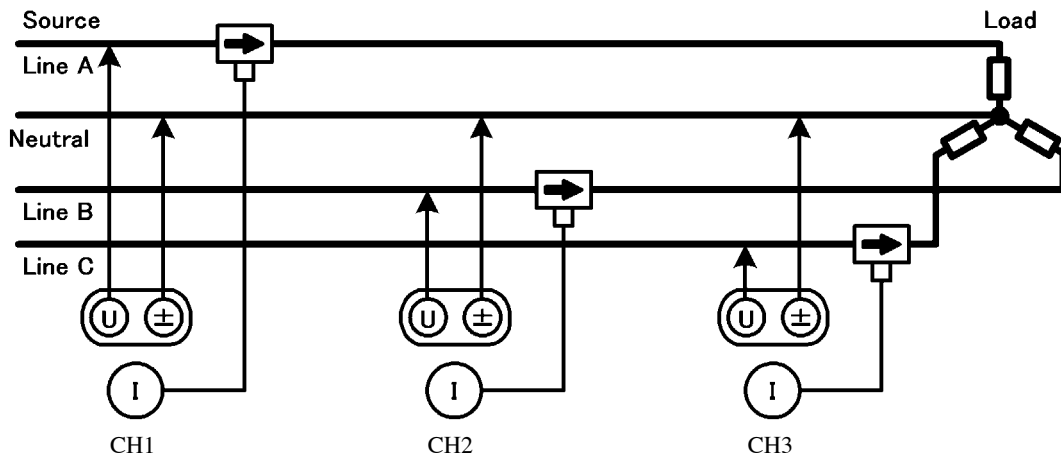 Source
Load
Line A
Neutral
Line B
Line C
U ±
U ±
U ±
I
I
I
CH1
CH2
CH3